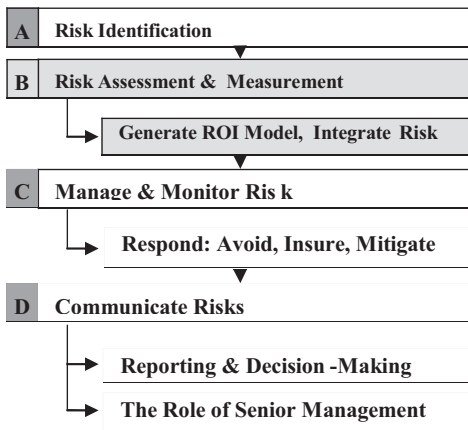 A Risk Identification
B Risk Assessment & Measurement
Generate ROI Model, Integrate Risk
C Manage & Monitor Ris k
Respond: Avoid, Insure, Mitigate
D Communicate Risks
Reporting & Decision -Making
The Role of Senior Management